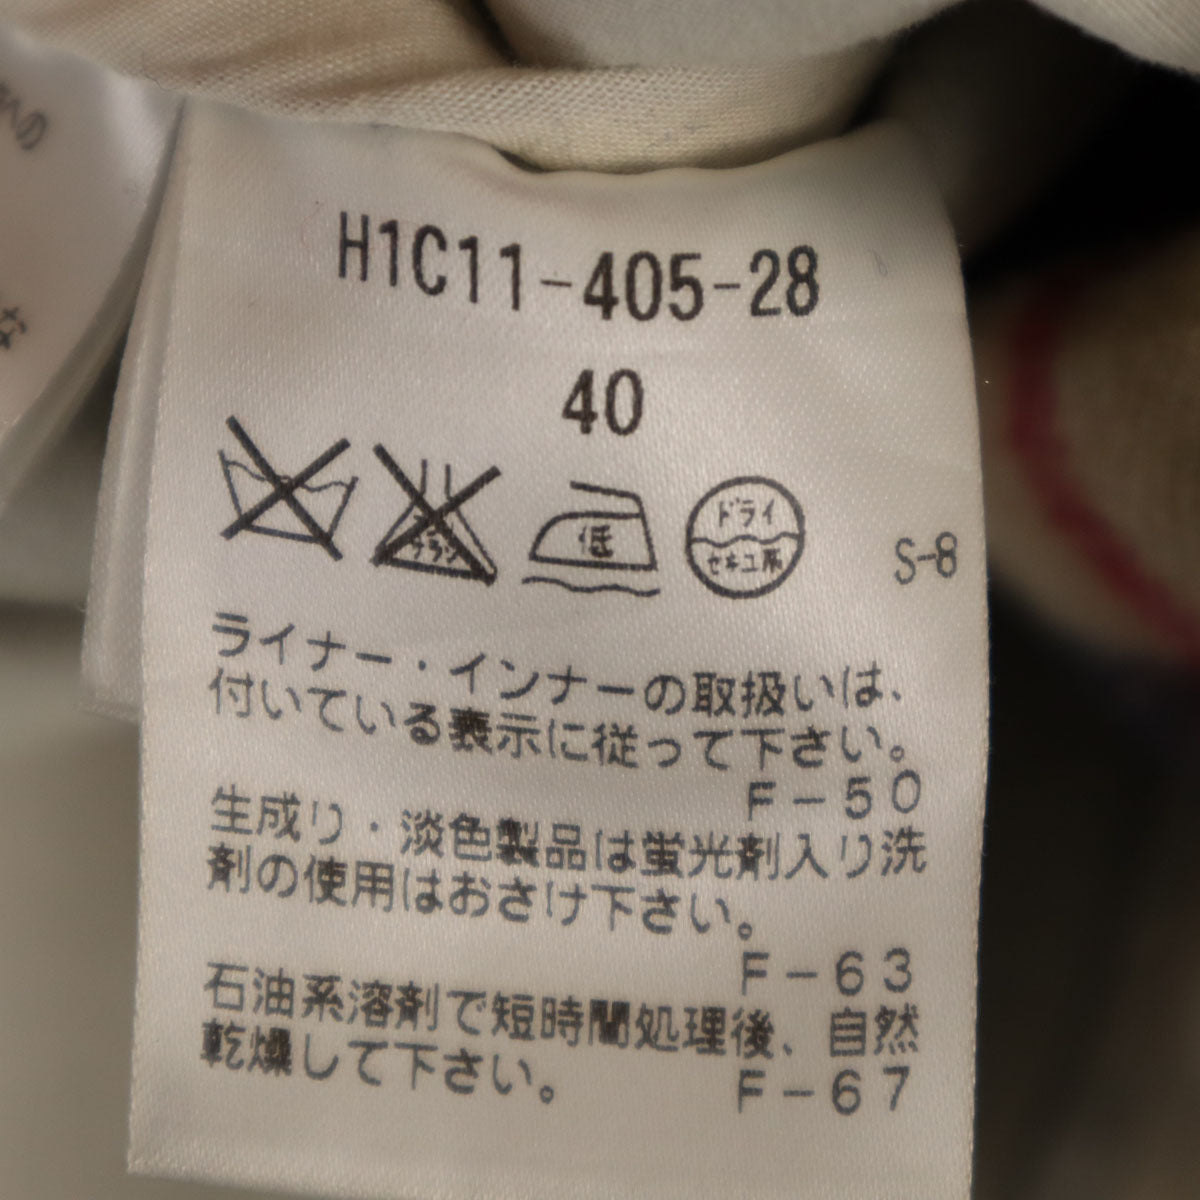 H1C11-405-28
40
低
ドライ
セキユ系
S-8
ライナー・インナーの取扱いは、
付いている表示に従って下さい。
F-50
生成り・淡色製品は蛍光剤入り洗
剤の使用はおさけ下さい。
F-63
石油系溶剤で短時間処理後、自然
乾燥して下さい。
F-67